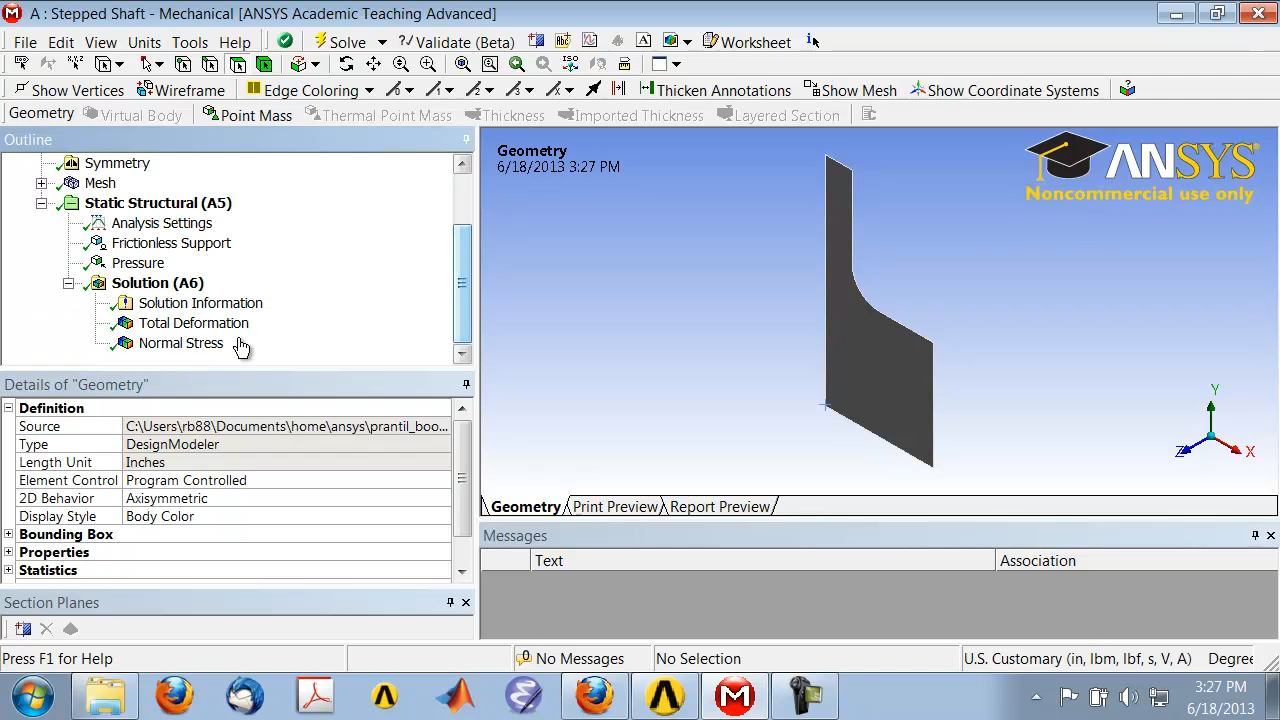 A : Stepped Shaft - Mechanical [ANSYS Academic Teaching Advanced]
File Edit View Units Tools Help Solve Validate (Beta) Worksheet
Show Vertices Wireframe Edge Coloring Thicken Annotations Show Mesh Show Coordinate Systems
Geometry Virtual Body Point Mass Thermal Point Mass Thickness Imported Thickness Layered Section
Outline
Symmetry
Mesh
Static Structural (A5)
Analysis Settings
Frictionless Support
Pressure
Solution (A6)
Solution Information
Total Deformation
Normal Stress
Details of "Geometry"
Definition
Source C:\Users\rb88\Documents\home\ansys\prantil_boo...
Type DesignModeler
Length Unit Inches
Element Control Program Controlled
2D Behavior Axisymmetric
Display Style Body Color
Bounding Box
Properties
Statistics
Section Planes
Geometry
6/18/2013 3:27 PM
ANSYS
Noncommercial use only
Y
Z
X
Geometry Print Preview Report Preview
Messages
Text Association
Press F1 for Help 0 No Messages No Selection U.S. Customary (in, lbm, lbf, s, V, A) Degree
3:27 PM
6/18/2013